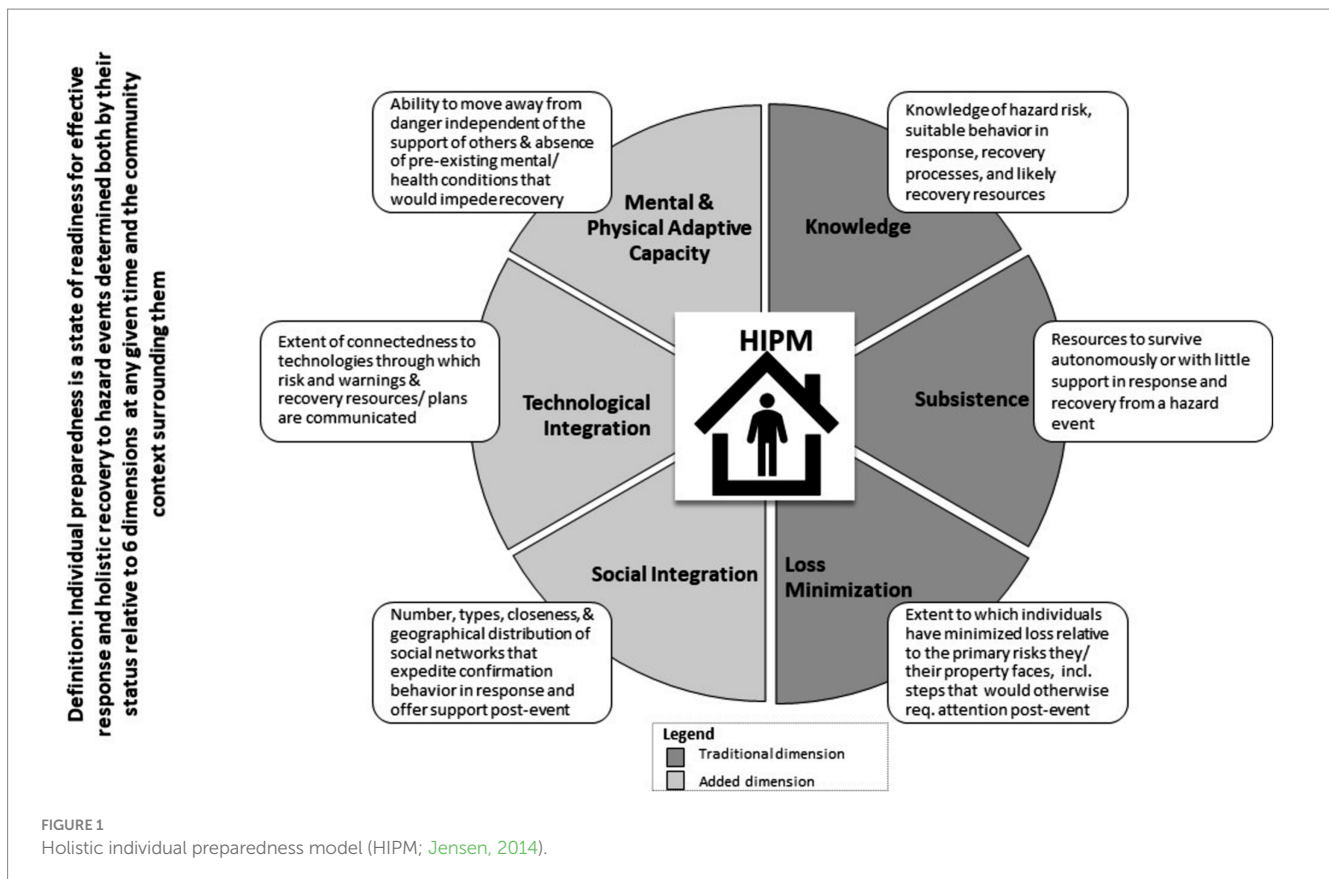 Definition: Individual preparedness is a state of readiness for effective
response and holistic recovery to hazard events determined both by their
status relative to 6 dimensions at any given time and the community
context surrounding them
Ability to move away from
danger independent of the
support of others & absence
of pre-existing mental/
health conditions that
would impede recovery
Knowledge of hazard risk,
suitable behavior in
response, recovery
processes, and likely
recovery resources
Mental &
Physical Adaptive
Capacity
Knowledge
Extent of connectedness to
technologies through which
risk and warnings &
recovery resources/ plans
are communicated
Technological
Integration
HIPM
Subsistence
Resources to survive
autonomously or with little
support in response and
recovery from a hazard
event
Social Integration
Loss
Minimization
Number, types, closeness, &
geographical distribution of
social networks that
expedite confirmation
behavior in response and
offer support post-event
Extent to which individuals
have minimized loss relative
to the primary risks they/
their property faces, incl.
steps that would otherwise
req. attention post-event
Legend
Traditional dimension
Added dimension
FIGURE 1
Holistic individual preparedness model (HIPM; Jensen, 2014).